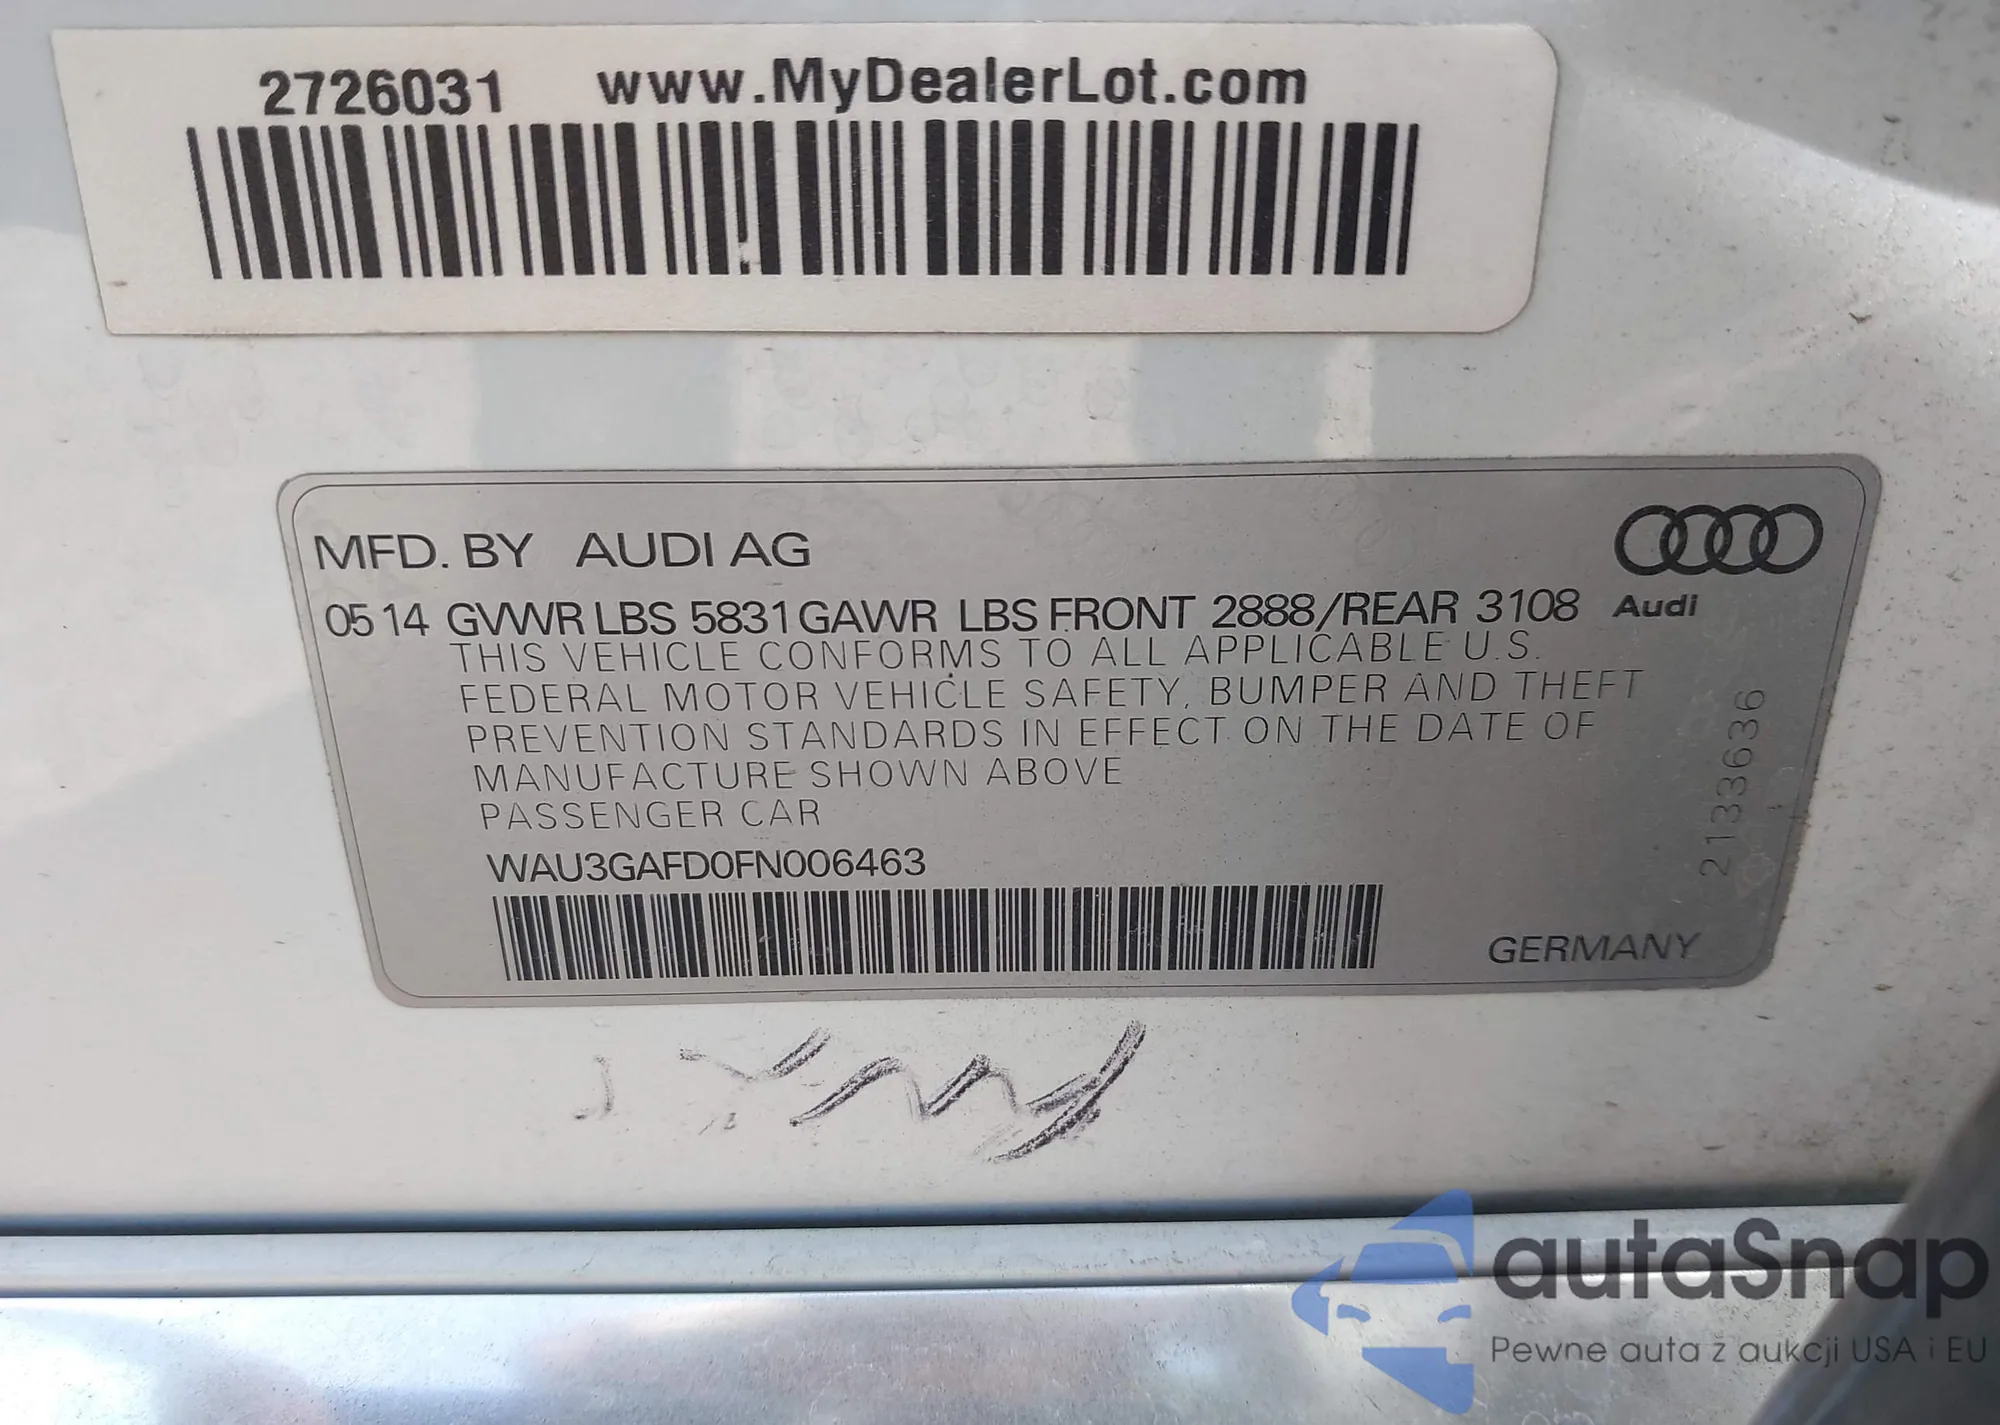 2726031 www.MyDealerLot.com
MFD. BY AUDI AG
05 14 GVWR LBS 5831 GAWR LBS FRONT 2888/REAR 3108 Audi
THIS VEHICLE CONFORMS TO ALL APPLICABLE U.S.
FEDERAL MOTOR VEHICLE SAFETY, BUMPER AND THEFT
PREVENTION STANDARDS IN EFFECT ON THE DATE OF
MANUFACTURE SHOWN ABOVE
PASSENGER CAR
WAU3GAFD0FN006463
GERMANY
2133636
autaSnap
Pewne auta z aukcji USA i EU